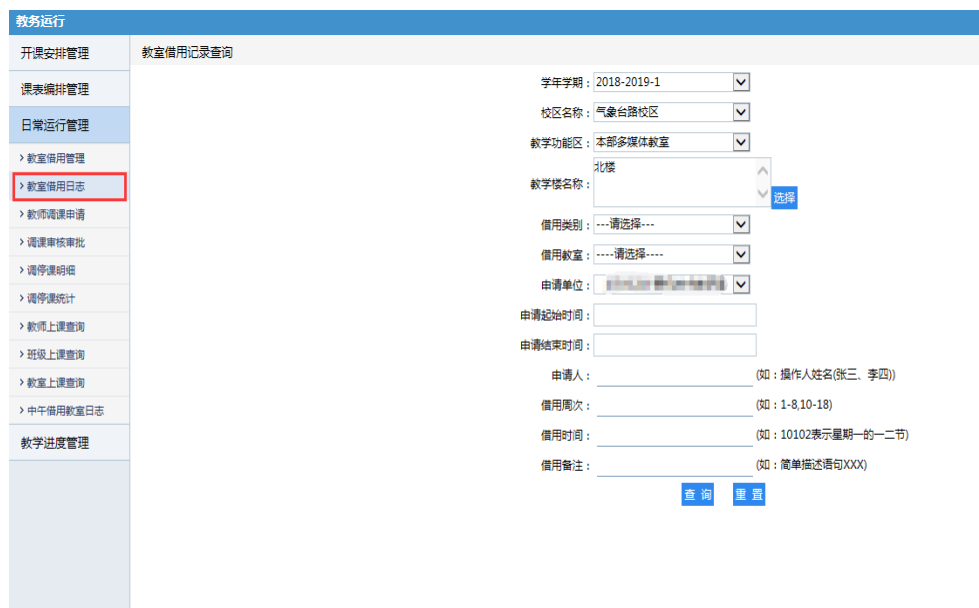 教务运行
开课安排管理
课表编排管理
日常运行管理
> 教室借用管理
> 教室借用日志
> 教师调课申请
> 调课审核审批
> 调停课明细
> 调停课统计
> 教师上课查询
> 班级上课查询
> 教室上课查询
> 中午借用教室日志
教学进度管理
教室借用记录查询
学年学期：2018-2019-1
校区名称：气象台路校区
教学功能区：本部多媒体教室
教学楼名称：北楼 选择
借用类别：---请选择---
借用教室：----请选择----
申请单位：
申请起始时间：
申请结束时间：
申请人： (如：操作人姓名(张三、李四))
借用周次： (如：1-8,10-18)
借用时间： (如：10102表示星期一的一二节)
借用备注： (如：简单描述语句XXX)
查 询 重 置